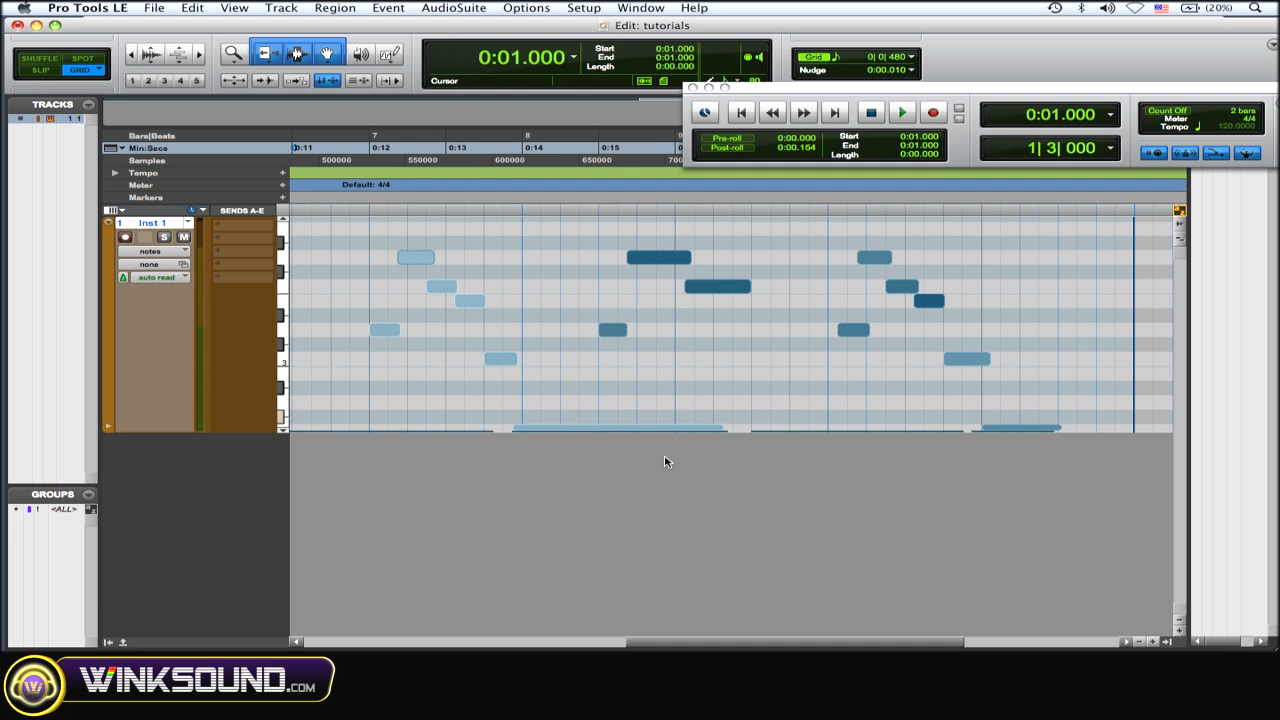 Pro Tools LE File Edit View Track Region Event AudioSuite Options Setup Window Help (20%)
Edit: tutorials
SHUFFLE SPOT
SLIP GRID
1 2 3 4 5
0:01.000
Start 0:01.000
End 0:01.000
Length 0:00.000
Cursor
Grid 0| 0| 480
Nudge 0:00.010
Pre-roll 0:00.000
Post-roll 0:00.154
Start 0:01.000
End 0:01.000
Length 0:00.000
0:01.000
1| 3| 000
Count Off 2 bars
Meter 4/4
Tempo 120.0000
TRACKS
1 1
Bars|Beats 7 8
Min:Secs 0:11 0:12 0:13 0:14 0:15
Samples 500000 550000 600000 650000
Tempo
Meter Default: 4/4
Markers
SENDS A-E
1 Inst 1
S M
notes
none
auto read
3
GROUPS
! <ALL>
W WINKSOUND.COM